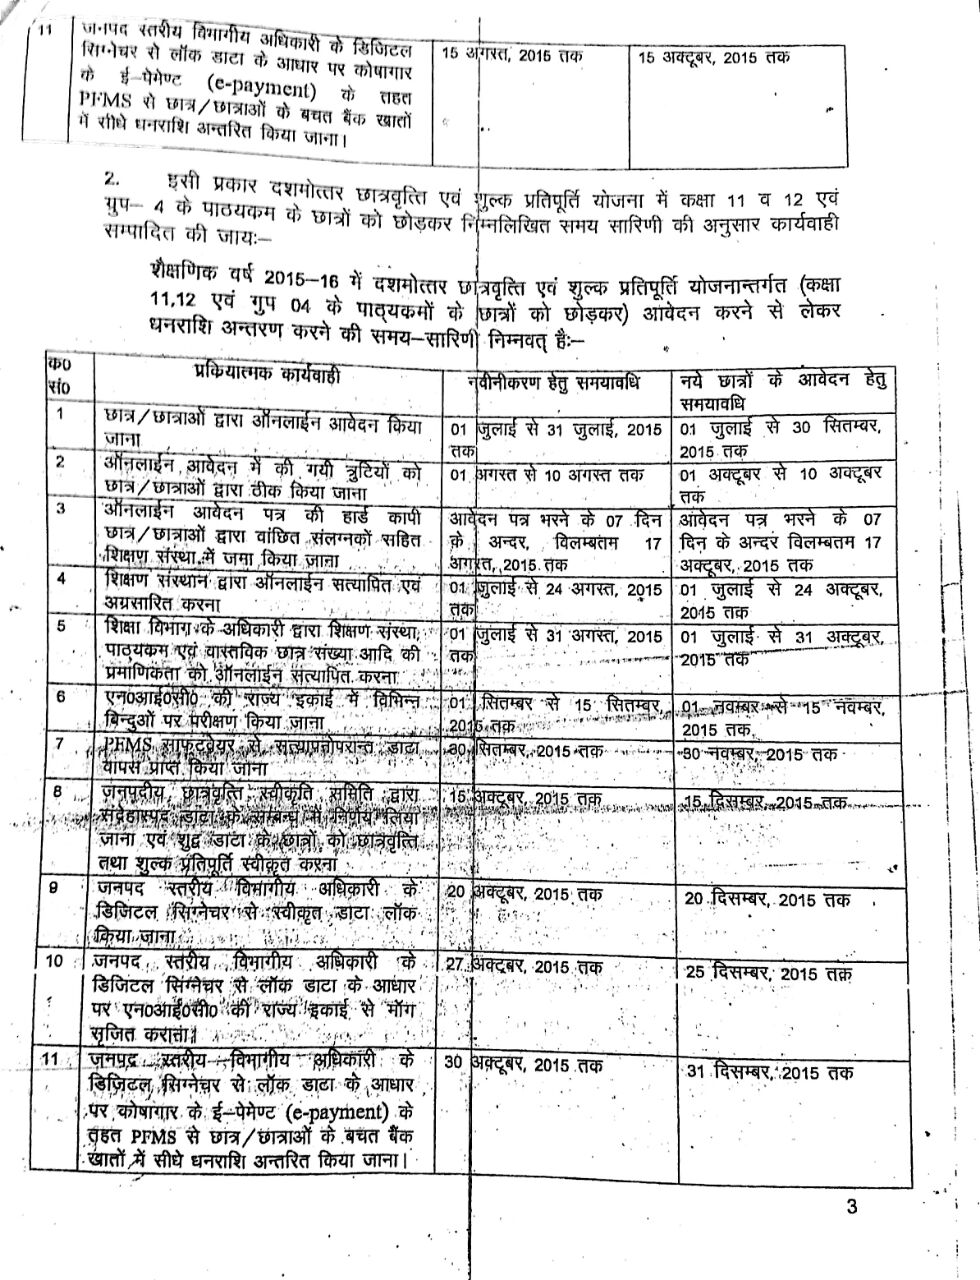 11
जनपद स्तरीय विभागीय अधिकारी के डिजिटल
सिग्नेचर से लॉक डाटा के आधार पर कोषागार
के ई-पेमेण्ट (e-payment) के तहत
PFMS से छात्र/छात्राओं के बचत बैंक खातों
में सीधे धनराशि अन्तरित किया जाना।
15 अगस्त, 2015 तक
15 अक्टूबर, 2015 तक
2. इसी प्रकार दशमोत्तर छात्रवृत्ति एवं शुल्क प्रतिपूर्ति योजना में कक्षा 11 व 12 एवं
ग्रुप– 4 के पाठयकम के छात्रों को छोड़कर निम्नलिखित समय सारिणी की अनुसार कार्यवाही
सम्पादित की जायः–
शैक्षणिक वर्ष 2015–16 में दशमोत्तर छात्रवृत्ति एवं शुल्क प्रतिपूर्ति योजनान्तर्गत (कक्षा
11,12 एवं गुप 04 के पाठ्यकमों के छात्रों को छोड़कर) आवेदन करने से लेकर
धनराशि अन्तरण करने की समय–सारिणी निम्नवत् हैः–
क0
सं0
प्रकियात्मक कार्यवाही
नवीनीकरण हेतु समयावधि
नये छात्रों के आवेदन हेतु
समयावधि
1
छात्र/छात्राओं द्वारा ऑनलाईन आवेदन किया
जाना
01 जुलाई से 31 जुलाई, 2015
तक
01 जुलाई से 30 सितम्बर,
2015 तक
2
ऑनलाईन आवेदन में की गयी त्रुटियों को
छात्र/छात्राओं द्वारा ठीक किया जाना
01 अगस्त से 10 अगस्त तक
01 अक्टूबर से 10 अक्टूबर
तक
3
ऑनलाईन आवेदन पत्र की हार्ड कापी
छात्र/छात्राओं द्वारा वांछित संलग्नकों सहित
शिक्षण संस्था में जमा किया जाना
आवेदन पत्र भरने के 07 दिन
के अन्दर, विलम्बतम 17
अगस्त, 2015 तक
आवेदन पत्र भरने के 07
दिन के अन्दर विलम्बतम 17
अक्टूबर, 2015 तक
4
शिक्षण संस्थान द्वारा ऑनलाईन सत्यापित एवं
अग्रसारित करना
01 जुलाई से 24 अगस्त, 2015
तक
01 जुलाई से 24 अक्टूबर,
2015 तक
5
शिक्षा विभाग के अधिकारी द्वारा शिक्षण संस्था,
पाठ्यकम एवं वास्तविक छात्र संख्या आदि की
प्रमाणिकता को ऑनलाईन सत्यापित करना
01 जुलाई से 31 अगस्त, 2015
तक
01 जुलाई से 31 अक्टूबर,
2015 तक
6
एन0आई0सी0 की राज्य इकाई में विभिन्न
बिन्दुओं पर परीक्षण किया जाना
01 सितम्बर से 15 सितम्बर,
2015 तक
01 नवम्बर से 15 नवम्बर,
2015 तक
7
PFMS साफ्टवेयर से सत्यापनोपरान्त डाटा
वापस प्राप्त किया जाना
30 सितम्बर, 2015 तक
30 नवम्बर, 2015 तक
8
जनपदीय छात्रवृत्ति स्वीकृति समिति द्वारा
संदेहास्पद डाटा के सम्बन्ध में निर्णय लिया
जाना एवं शुद्व डाटा के छात्रों को छात्रवृत्ति
तथा शुल्क प्रतिपूर्ति स्वीकृत करना
15 अक्टूबर, 2015 तक
15 दिसम्बर, 2015 तक
9
जनपद स्तरीय विभागीय अधिकारी के
डिजिटल सिग्नेचर से स्वीकृत डाटा लॉक
किया जाना
20 अक्टूबर, 2015 तक
20 दिसम्बर, 2015 तक
10
जनपद स्तरीय विभागीय अधिकारी के
डिजिटल सिग्नेचर से लॉक डाटा के आधार
पर एन0आई0सी0 की राज्य इकाई से मॉग
सृजित कराना।
27 अक्टूबर, 2015 तक
25 दिसम्बर, 2015 तक
11
जनपद स्तरीय विभागीय अधिकारी के
डिजिटल सिग्नेचर से लॉक डाटा के आधार
पर कोषागार के ई–पेमेण्ट (e-payment) के
तहत PFMS से छात्र/छात्राओं के बचत बैंक
खातों में सीधे धनराशि अन्तरित किया जाना।
30 अक्टूबर, 2015 तक
31 दिसम्बर, 2015 तक
3